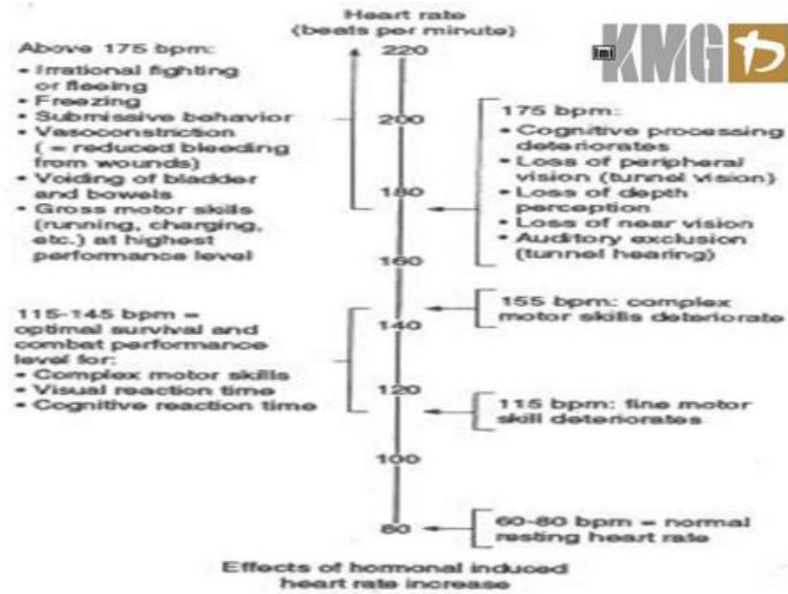 Heart rate
(beats per minute)
KMG
Above 175 bpm:
• Irrational fighting
or fleeing
• Freezing
• Submissive behavior
• Vasoconstriction
( = reduced bleeding
from wounds)
• Voiding of bladder
and bowels
• Gross motor skills
(running, charging,
etc.) at highest
performance level
115-145 bpm =
optimal survival and
combat performance
level for:
• Complex motor skills
• Visual reaction time
• Cognitive reaction time
220
200
180
160
140
120
100
80
175 bpm:
• Cognitive processing
deteriorates
• Loss of peripheral
vision (tunnel vision)
• Loss of depth
perception
• Loss of near vision
• Auditory exclusion
(tunnel hearing)
155 bpm: complex
motor skills deteriorate
115 bpm: fine motor
skill deteriorates
60-80 bpm = normal
resting heart rate
Effects of hormonal induced
heart rate increase